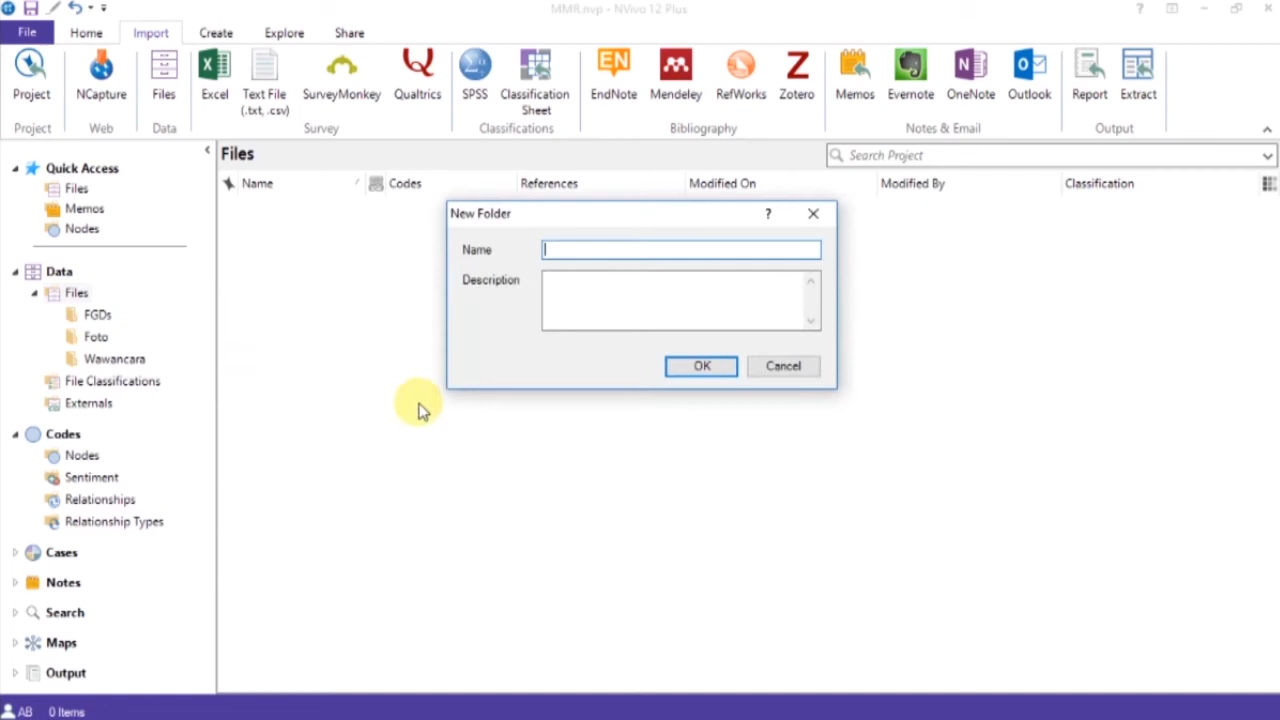 MMR.nvp - NVivo 12 Plus
File Home Import Create Explore Share
Project NCapture Files Excel Text File SurveyMonkey Qualtrics SPSS Classification EndNote Mendeley RefWorks Zotero Memos Evernote OneNote Outlook Report Extract
(.txt, .csv) Sheet
Project Web Data Survey Classifications Bibliography Notes & Email Output
Quick Access
Files
Memos
Nodes
Data
Files
FGDs
Foto
Wawancara
File Classifications
Externals
Codes
Nodes
Sentiment
Relationships
Relationship Types
Cases
Notes
Search
Maps
Output
Files
Search Project
Name Codes References Modified On Modified By Classification
New Folder ?
Name
Description
OK Cancel
AB 0 Items